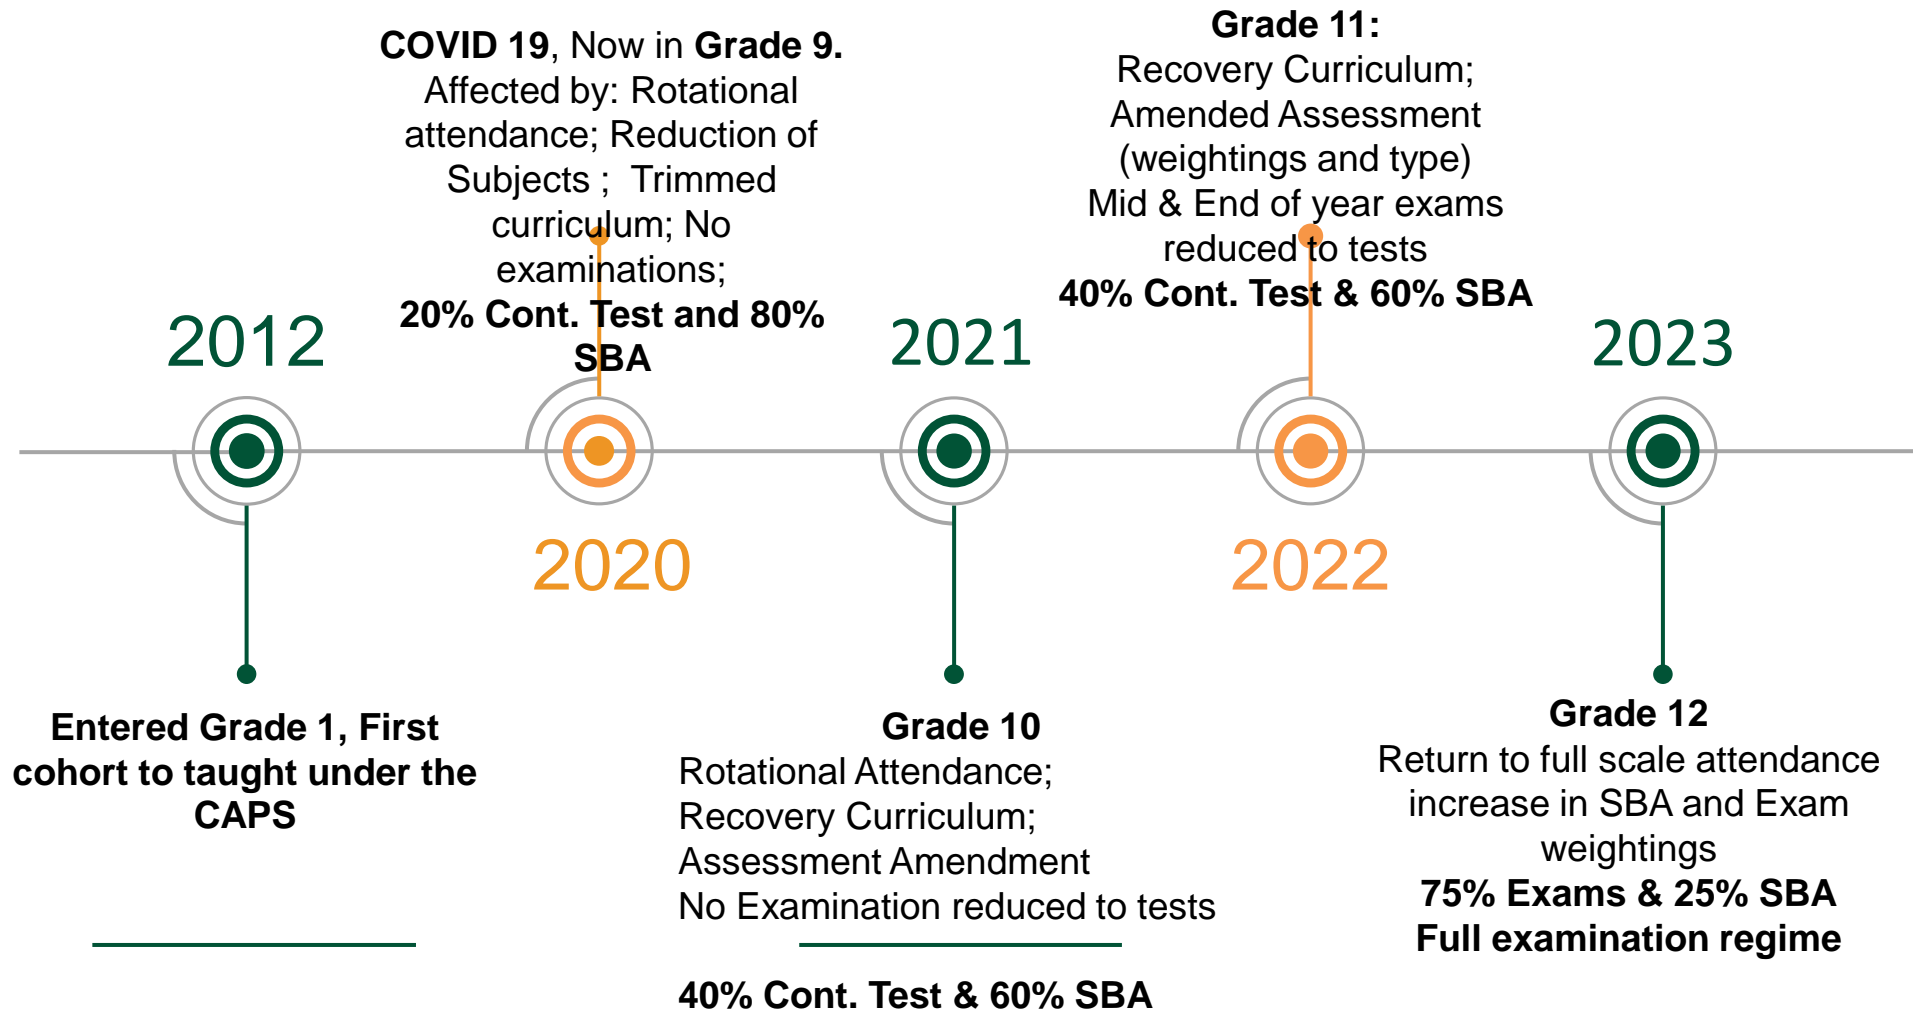 2012
Entered Grade 1, First
cohort to taught under the
CAPS
COVID 19, Now in Grade 9.
Affected by: Rotational
attendance; Reduction of
Subjects ; Trimmed
curriculum; No
examinations;
20% Cont. Test and 80%
SBA
2020
2021
Grade 10
Rotational Attendance;
Recovery Curriculum;
Assessment Amendment
No Examination reduced to tests
40% Cont. Test & 60% SBA
Grade 11:
Recovery Curriculum;
Amended Assessment
(weightings and type)
Mid & End of year exams
reduced to tests
40% Cont. Test & 60% SBA
2022
2023
Grade 12
Return to full scale attendance
increase in SBA and Exam
weightings
75% Exams & 25% SBA
Full examination regime